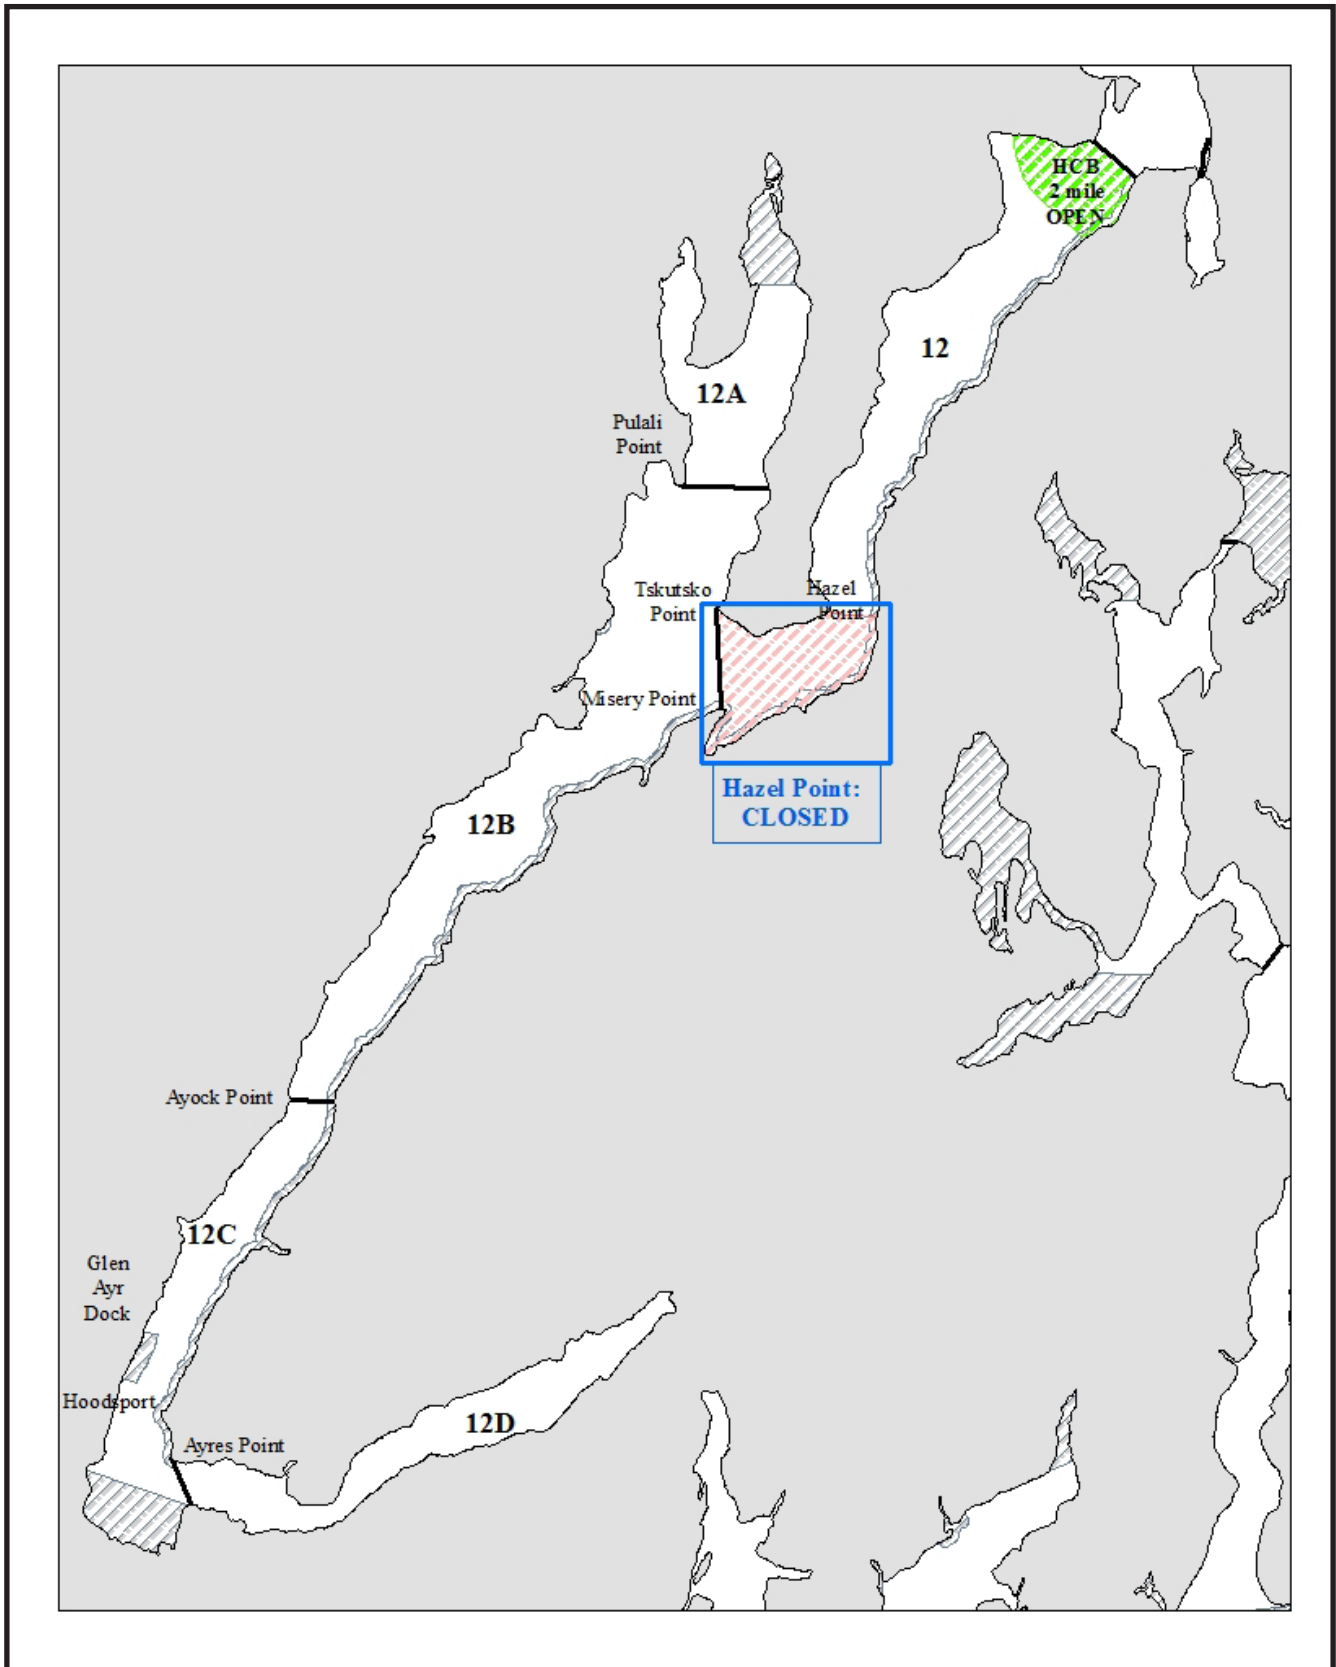 HCB
2 mile
OPEN
12
12A
Pulali
Point
Tskutsko
Point
Hazel
Point
Misery Point
Hazel Point:
CLOSED
12B
Ayock Point
12C
Glen
Ayr
Dock
Hoodsport
12D
Ayres Point